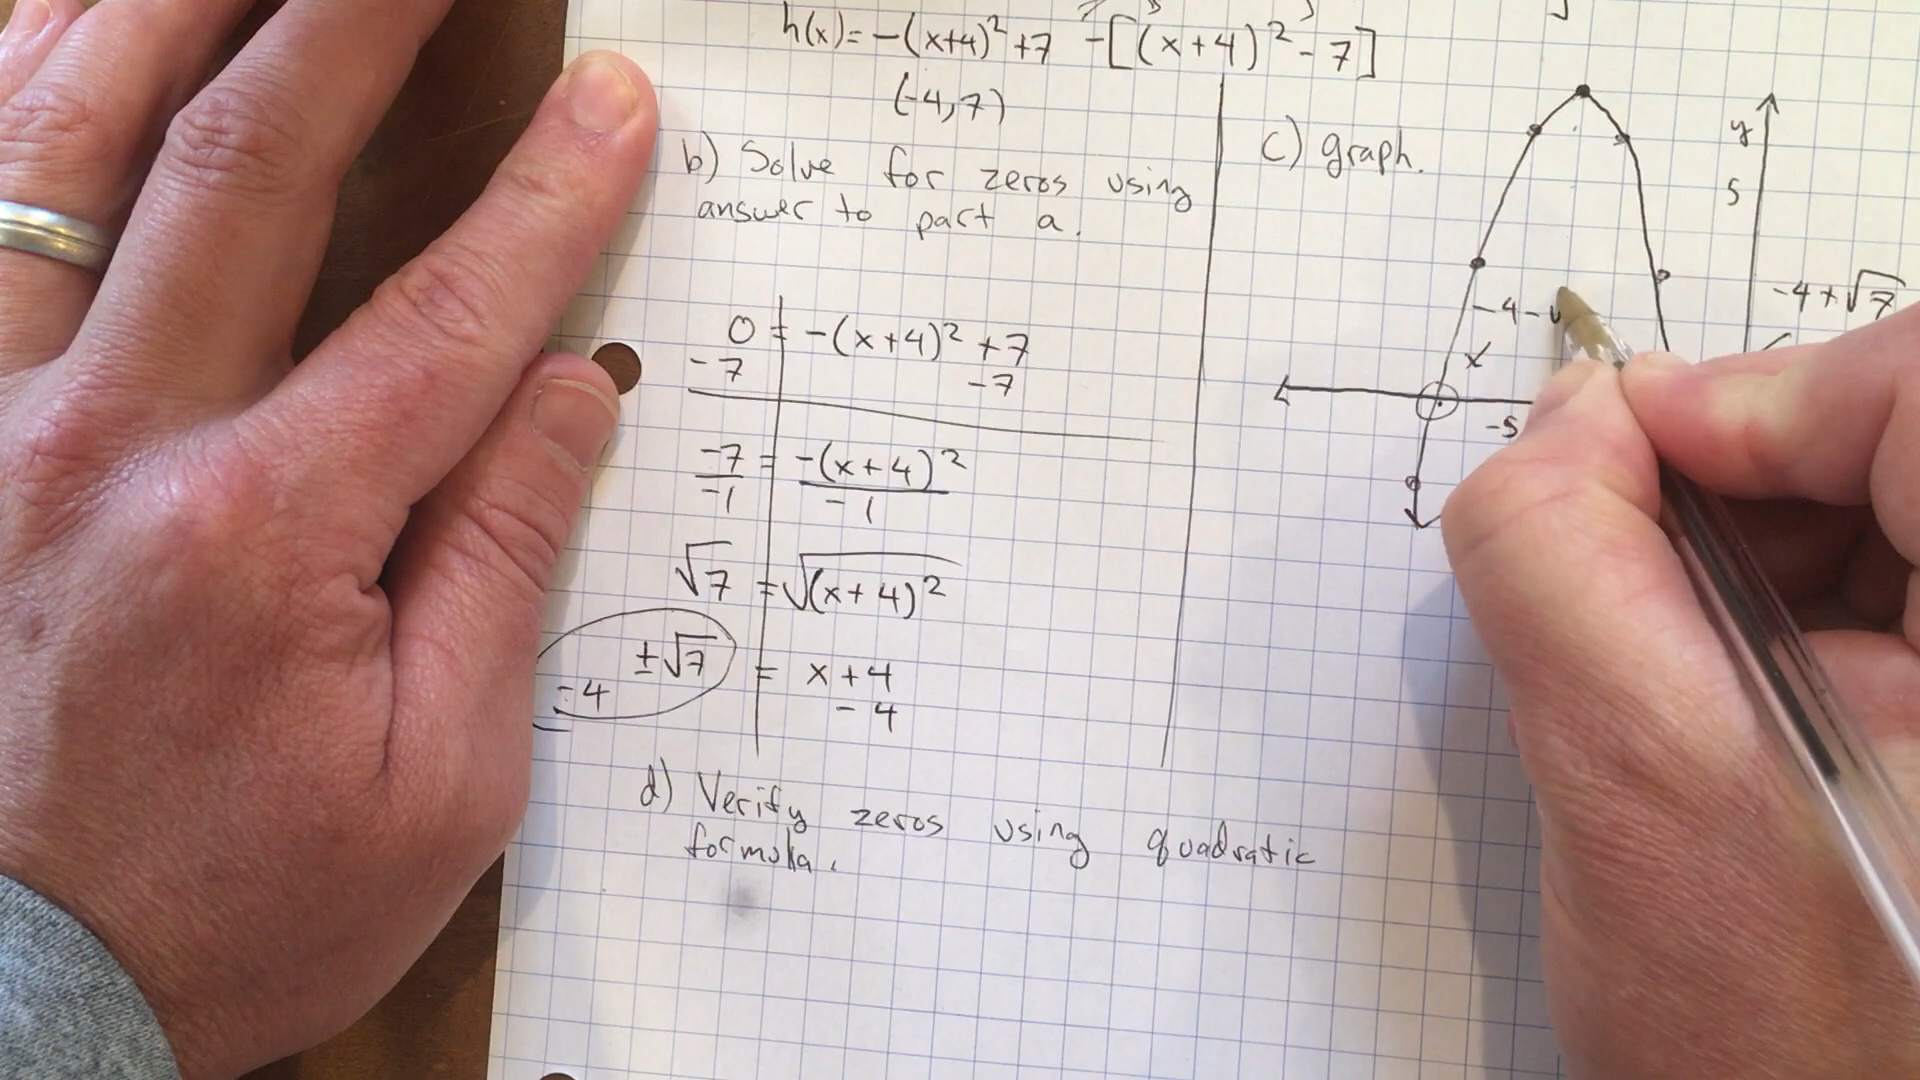 h(x) = -(x+4)² + 7 -[(x+4)² - 7]
(-4,7)
b) Solve for zeros using
answer to part a.
0 = -(x+4)² +7
-7 -7
-7 = -(x+4)²
-1 -1
√7 = √(x+4)²
±√7 = x+4
-4 -4
c) graph.
y
5
-4+√7
-4-√
x
-5
d) Verify zeros using quadratic
formula.